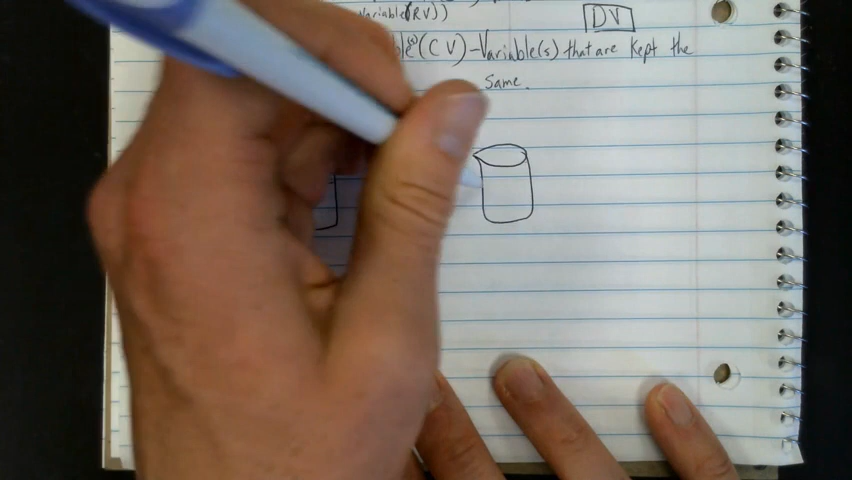 Variable(RV))
DV
(CV)-Variable(s) that are kept the
same.